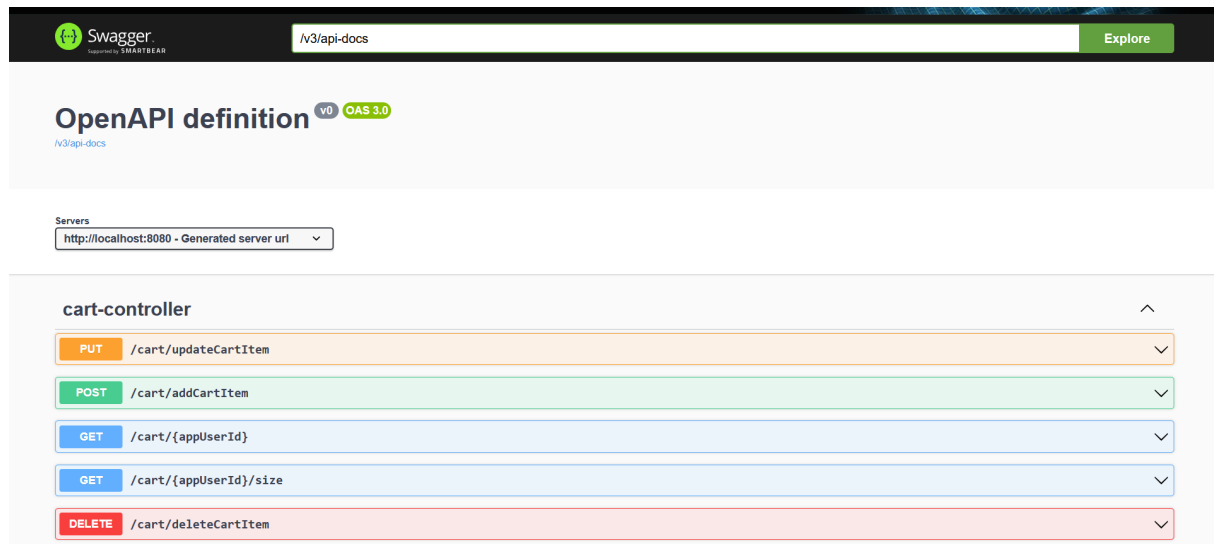 Swagger.
Supported by SMARTBEAR
/v3/api-docs
Explore
OpenAPI definition v0 OAS 3.0
/v3/api-docs
Servers
http://localhost:8080 - Generated server url
cart-controller
PUT /cart/updateCartItem
POST /cart/addCartItem
GET /cart/{appUserId}
GET /cart/{appUserId}/size
DELETE /cart/deleteCartItem